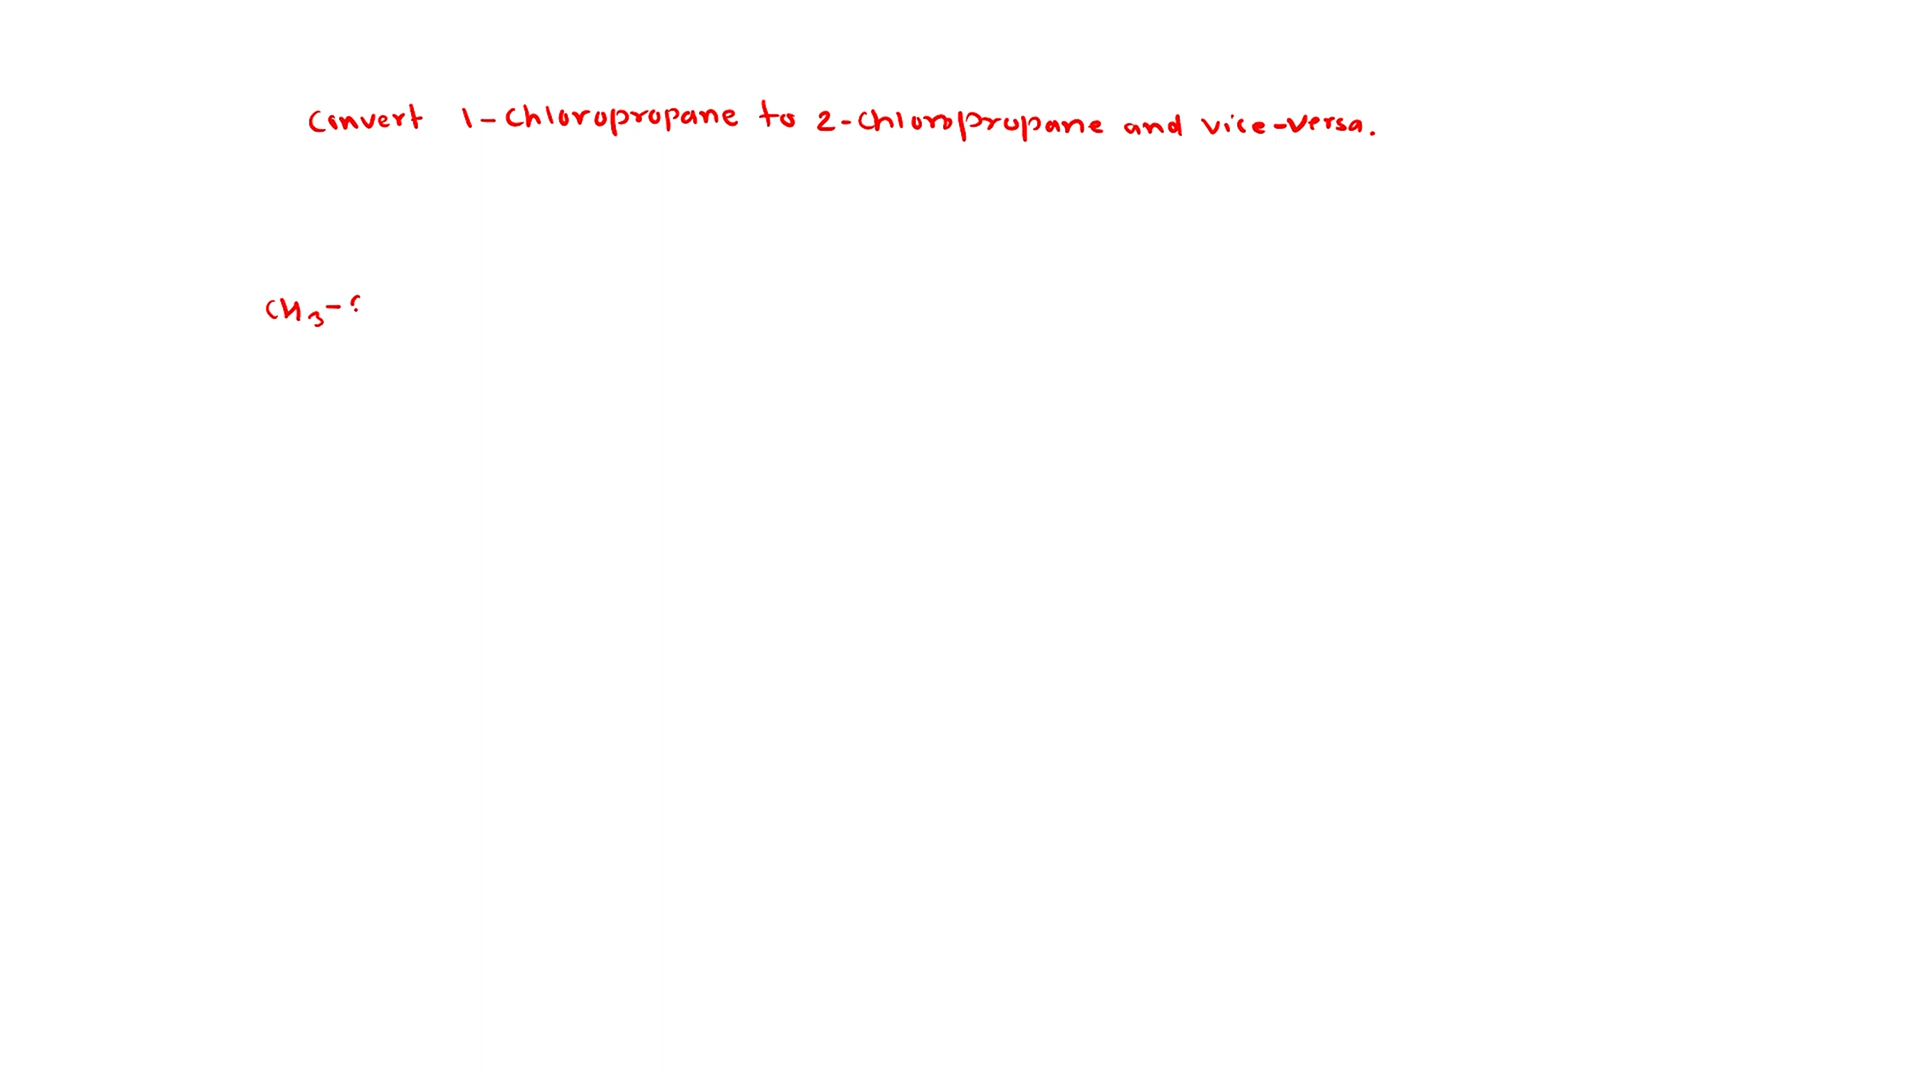 Convert 1-Chloropropane to 2-Chloropropane and vice-versa.
CH₃-